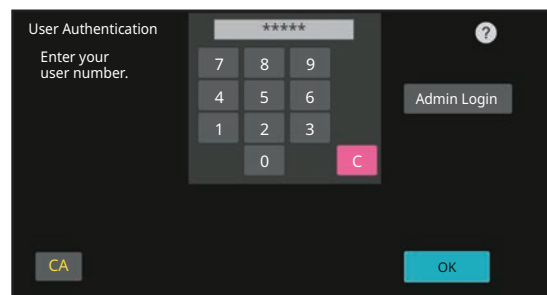 User Authentication
*****
?
Enter your
user number.
7 8 9
4 5 6
Admin Login
1 2 3
0 C
CA
OK